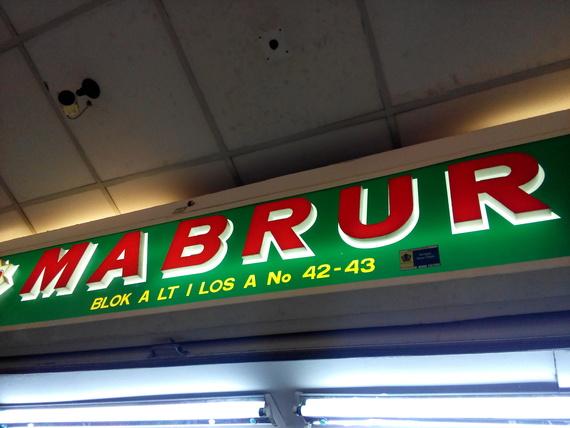 MABRUR
BLOK A LT I LOS A No 42-43